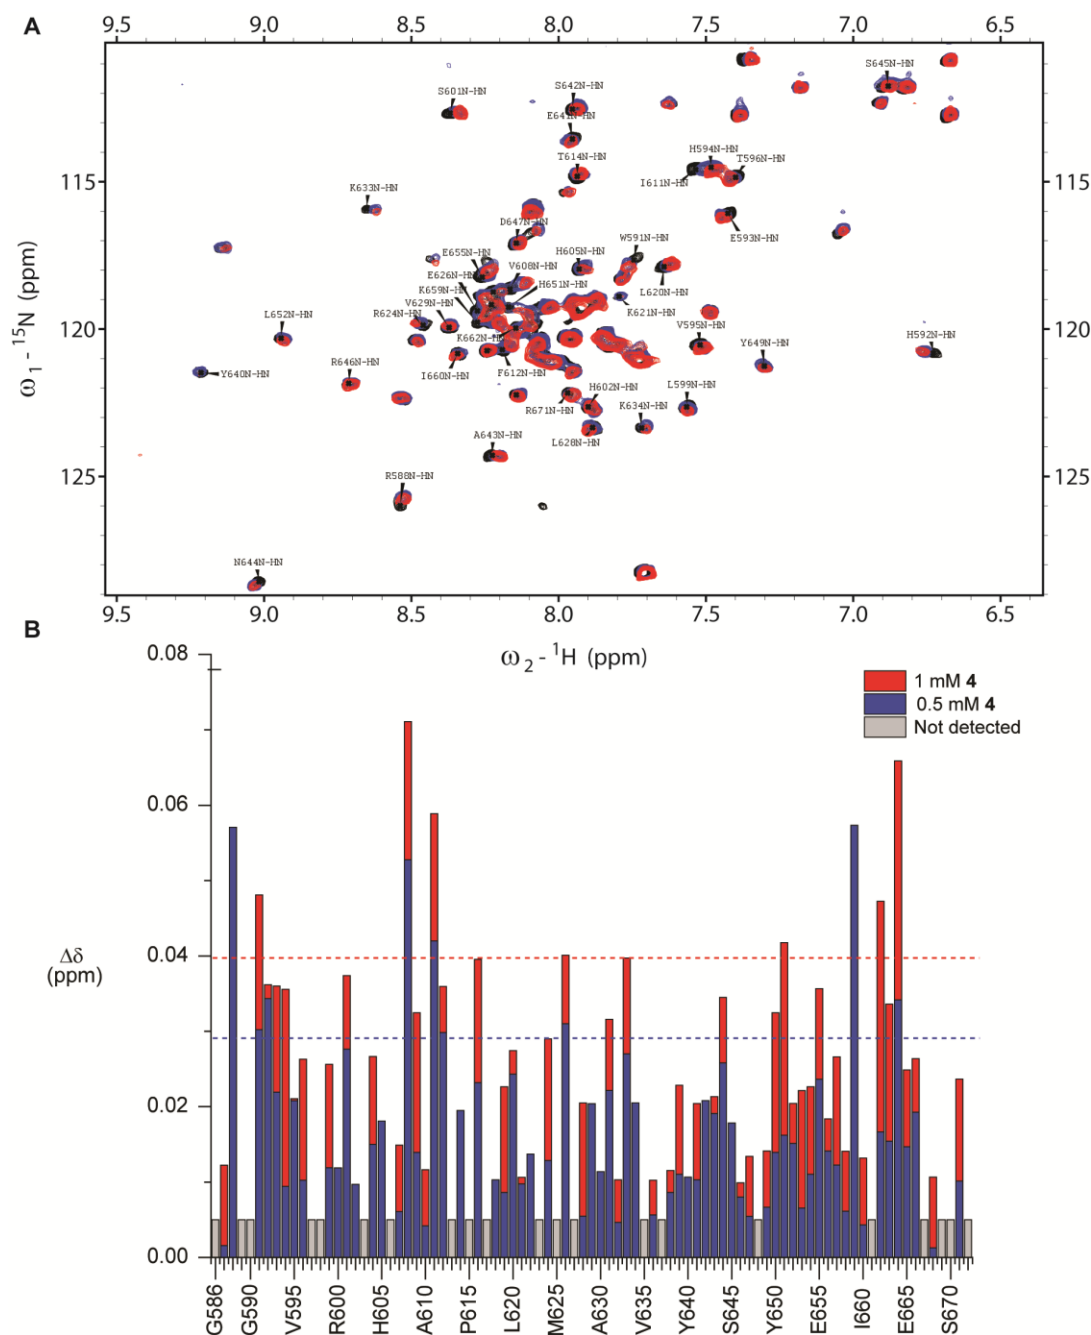 A
9.5 9.0 8.5 8.0 7.5 7.0 6.5
S645N-HN
S642N-HN
S601N-HN
E641N-HN
H594N-HN
T614N-HN
T596N-HN
115 I611N-HN 115
K633N-HN
D647N-HN
E593N-HN
W591N-HN
E655N-HN H605N-HN
V608N-HN
E626N-HN
H651N-HN
L620N-HN
K659N-HN
K621N-HN
V629N-HN
L652N-HN R624N-HN V595N-HN
120 120
K662N-HN Y649N-HN H592N-HN
R646N-HN
I660N-HN F612N-HN
Y640N-HN H602N-HN L599N-HN
R671N-HN K634N-HN
A643N-HN L628N-HN
125 R588N-HN 125
N644N-HN
ω1 - 15N (ppm)
9.5 9.0 8.5 8.0 7.5 7.0 6.5
B
ω2 - 1H (ppm)
0.08
1 mM 4
0.5 mM 4
Not detected
0.06
0.04
Δδ
(ppm)
0.02
0.00
G586 G590 V595 R600 H605 A610 P615 L620 M625 A630 V635 Y640 S645 Y650 E655 I660 E665 S670